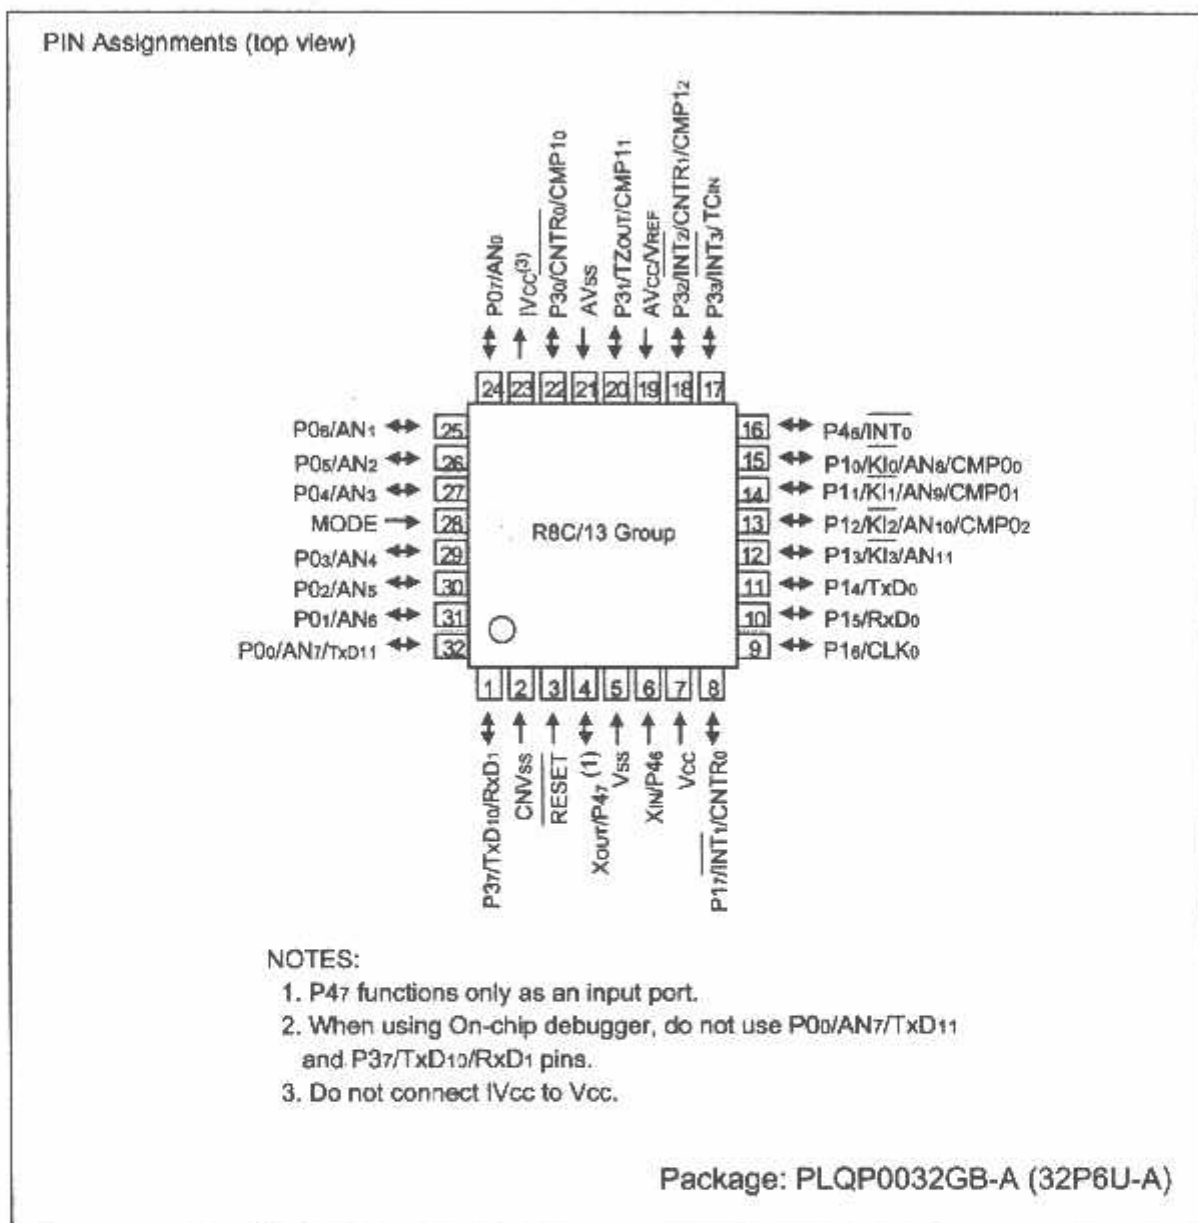 PIN Assignments (top view)
P07/AN0
IVCC(3)
P30/CNTR0/CMP10
AVSS
P31/TZOUT/CMP11
AVCC/VREF
P32/INT2/CNTR1/CMP12
P33/INT3/TCIN
24 23 22 21 20 19 18 17
P06/AN1 25
P05/AN2 26
P04/AN3 27
MODE 28
P03/AN4 29
P02/AN5 30
P01/AN6 31
P00/AN7/TxD11 32
R8C/13 Group
16 P45/INT0
15 P10/KI0/AN8/CMP00
14 P11/KI1/AN9/CMP01
13 P12/KI2/AN10/CMP02
12 P13/KI3/AN11
11 P14/TxD0
10 P15/RxD0
9 P16/CLK0
1 2 3 4 5 6 7 8
P37/TxD10/RxD1
CNVSS
RESET
XOUT/P47 (1)
VSS
XIN/P46
VCC
P17/INT1/CNTR0
NOTES:
1. P47 functions only as an input port.
2. When using On-chip debugger, do not use P00/AN7/TxD11
and P37/TxD10/RxD1 pins.
3. Do not connect IVcc to Vcc.
Package: PLQP0032GB-A (32P6U-A)